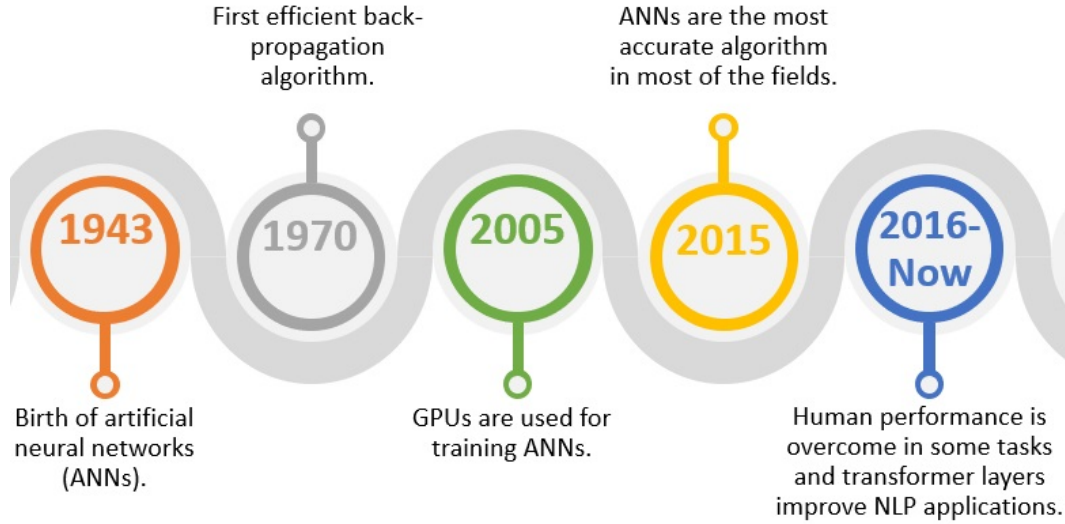 1943
Birth of artificial
neural networks
(ANNs).
First efficient back-
propagation
algorithm.
1970
2005
GPUs are used for
training ANNs.
ANNs are the most
accurate algorithm
in most of the fields.
2015
2016-
Now
Human performance is
overcome in some tasks
and transformer layers
improve NLP applications.